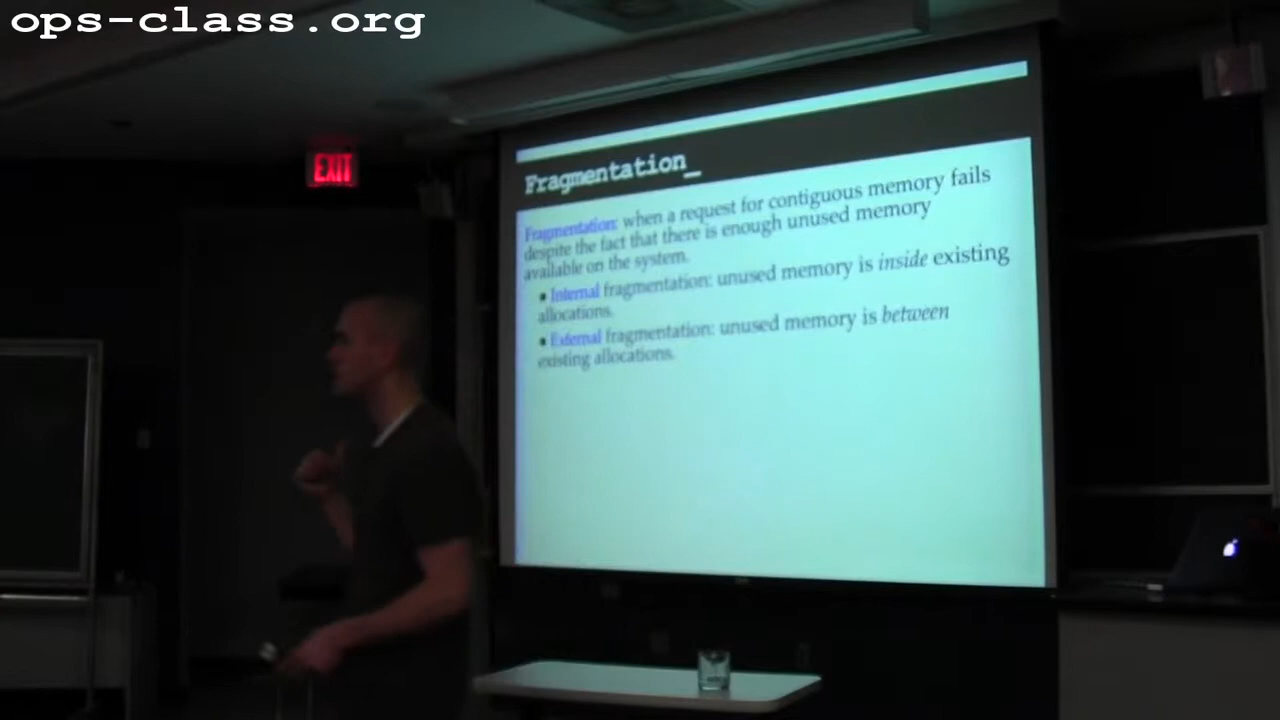 ops-class.org
EXIT
Fragmentation_
Fragmentation: when a request for contiguous memory fails
despite the fact that there is enough unused memory
available on the system.
• Internal fragmentation: unused memory is inside existing
allocations.
• External fragmentation: unused memory is between
existing allocations.